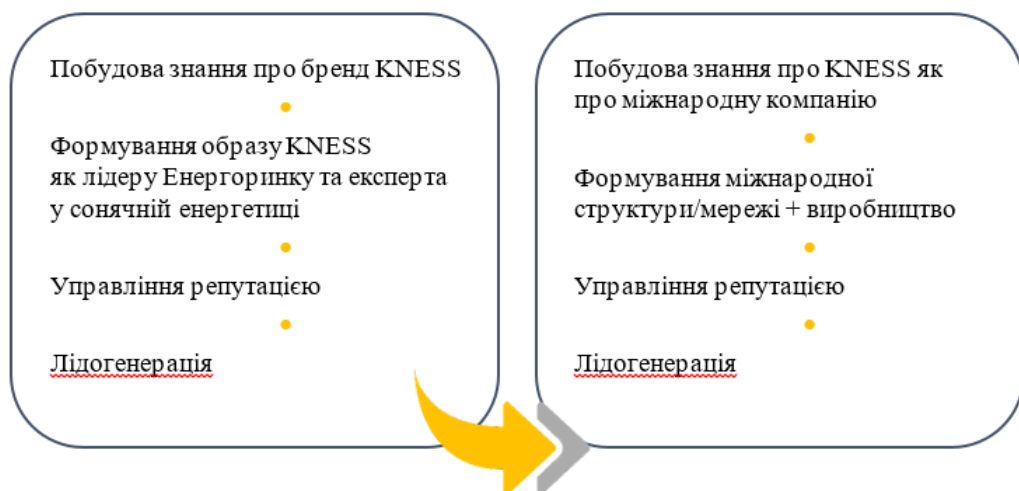 Побудова знання про бренд KNESS
Формування образу KNESS
як лідеру Енергоринку та експерта
у сонячній енергетиці
Управління репутацією
Лідогенерація
Побудова знання про KNESS як
про міжнародну компанію
Формування міжнародної
структури/мережі + виробництво
Управління репутацією
Лідогенерація